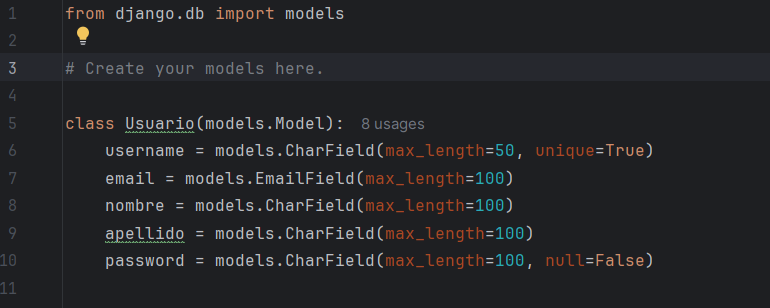 1 from django.db import models
2
3 # Create your models here.
4
5 class Usuario(models.Model): 8 usages
6 username = models.CharField(max_length=50, unique=True)
7 email = models.EmailField(max_length=100)
8 nombre = models.CharField(max_length=100)
9 apellido = models.CharField(max_length=100)
10 password = models.CharField(max_length=100, null=False)
11